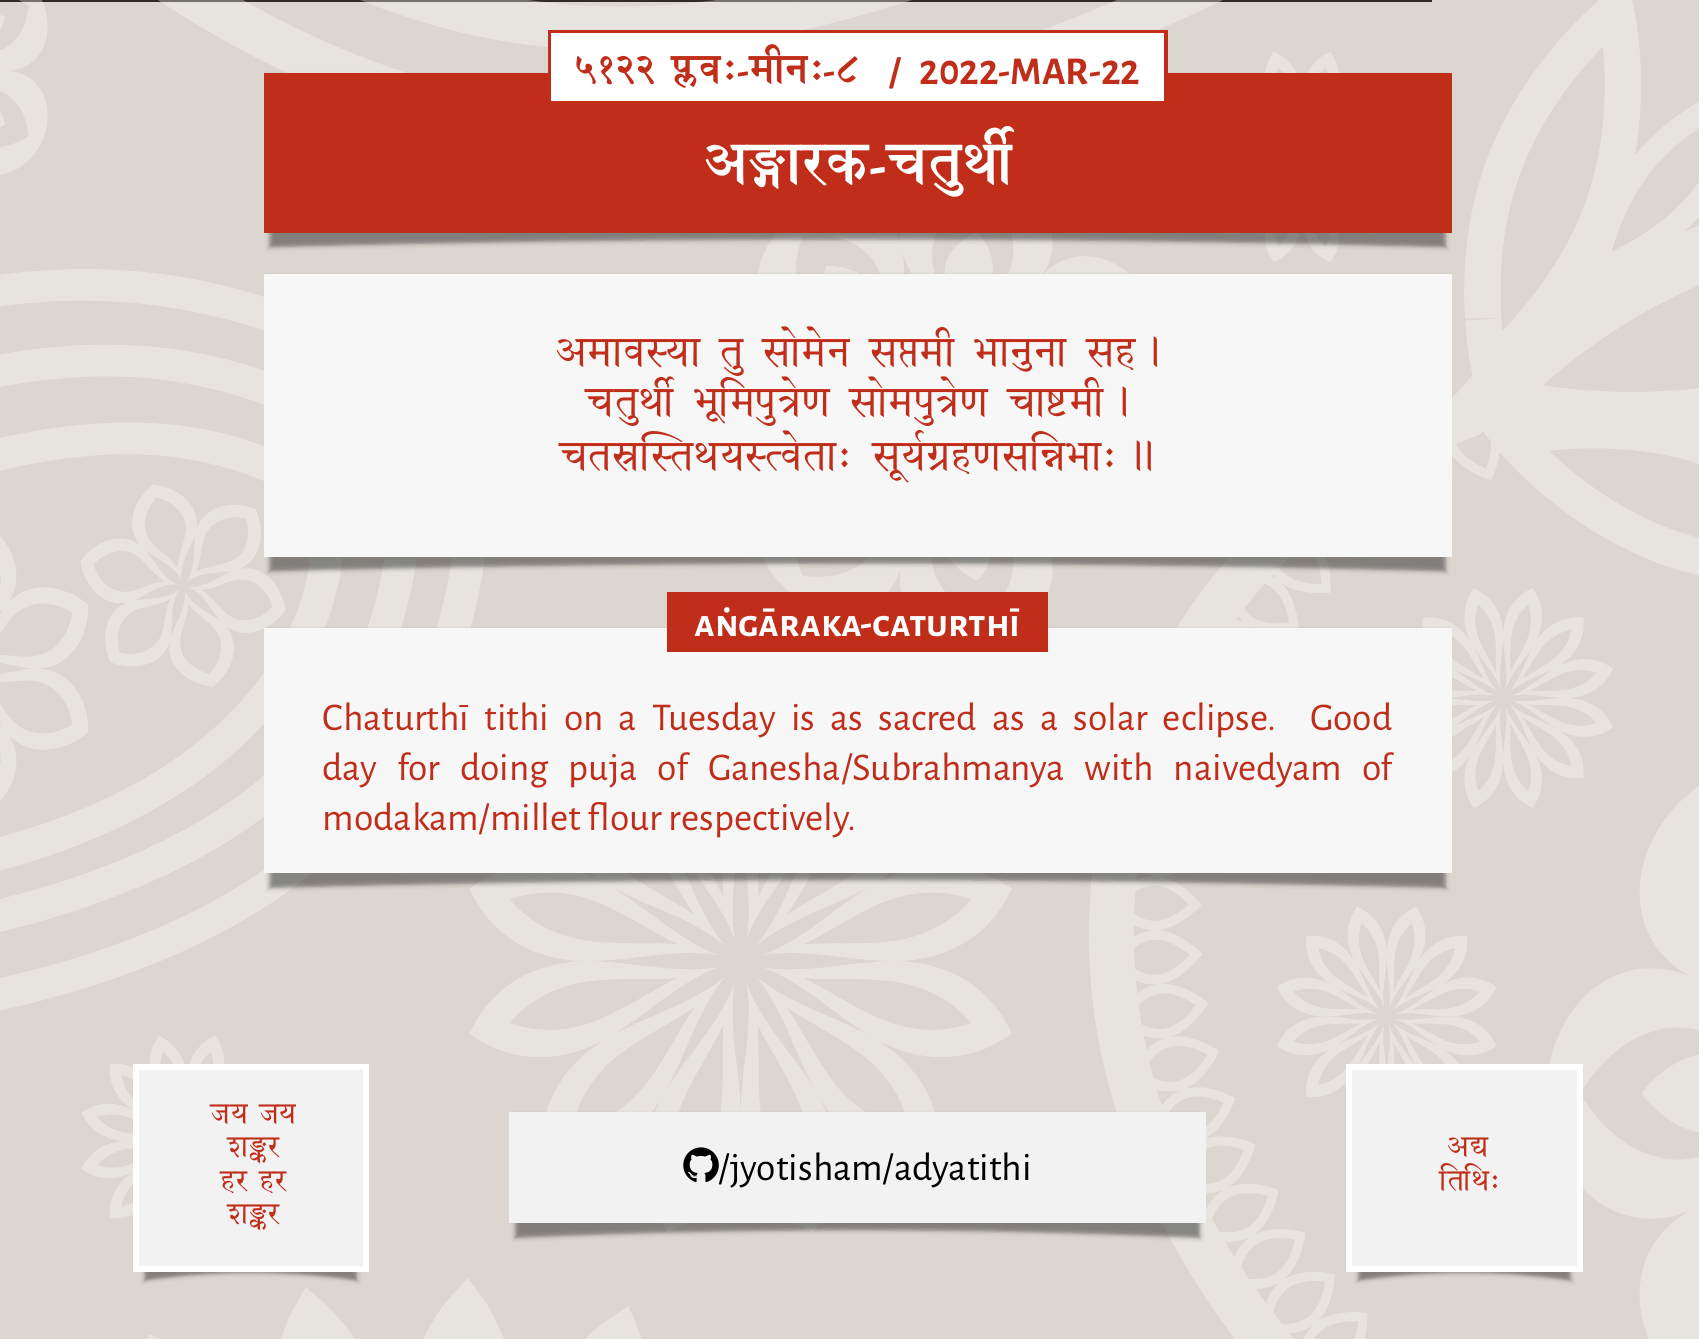 ५१२२ प्लवः-मीनः-८ / 2022-MAR-22
अङ्गारक-चतुर्थी
अमावस्या तु सोमेन सप्तमी भानुना सह ।
चतुर्थी भूमिपुत्रेण सोमपुत्रेण चाष्टमी ।
चतस्रस्तिथयस्त्वेताः सूर्यग्रहणसन्निभाः ॥
AṄGĀRAKA-CATURTHĪ
Chaturthī tithi on a Tuesday is as sacred as a solar eclipse. Good
day for doing puja of Ganesha/Subrahmanya with naivedyam of
modakam/millet flour respectively.
जय जय
शङ्कर
हर हर
शङ्कर
/jyotisham/adyatithi
अद्य
तिथिः